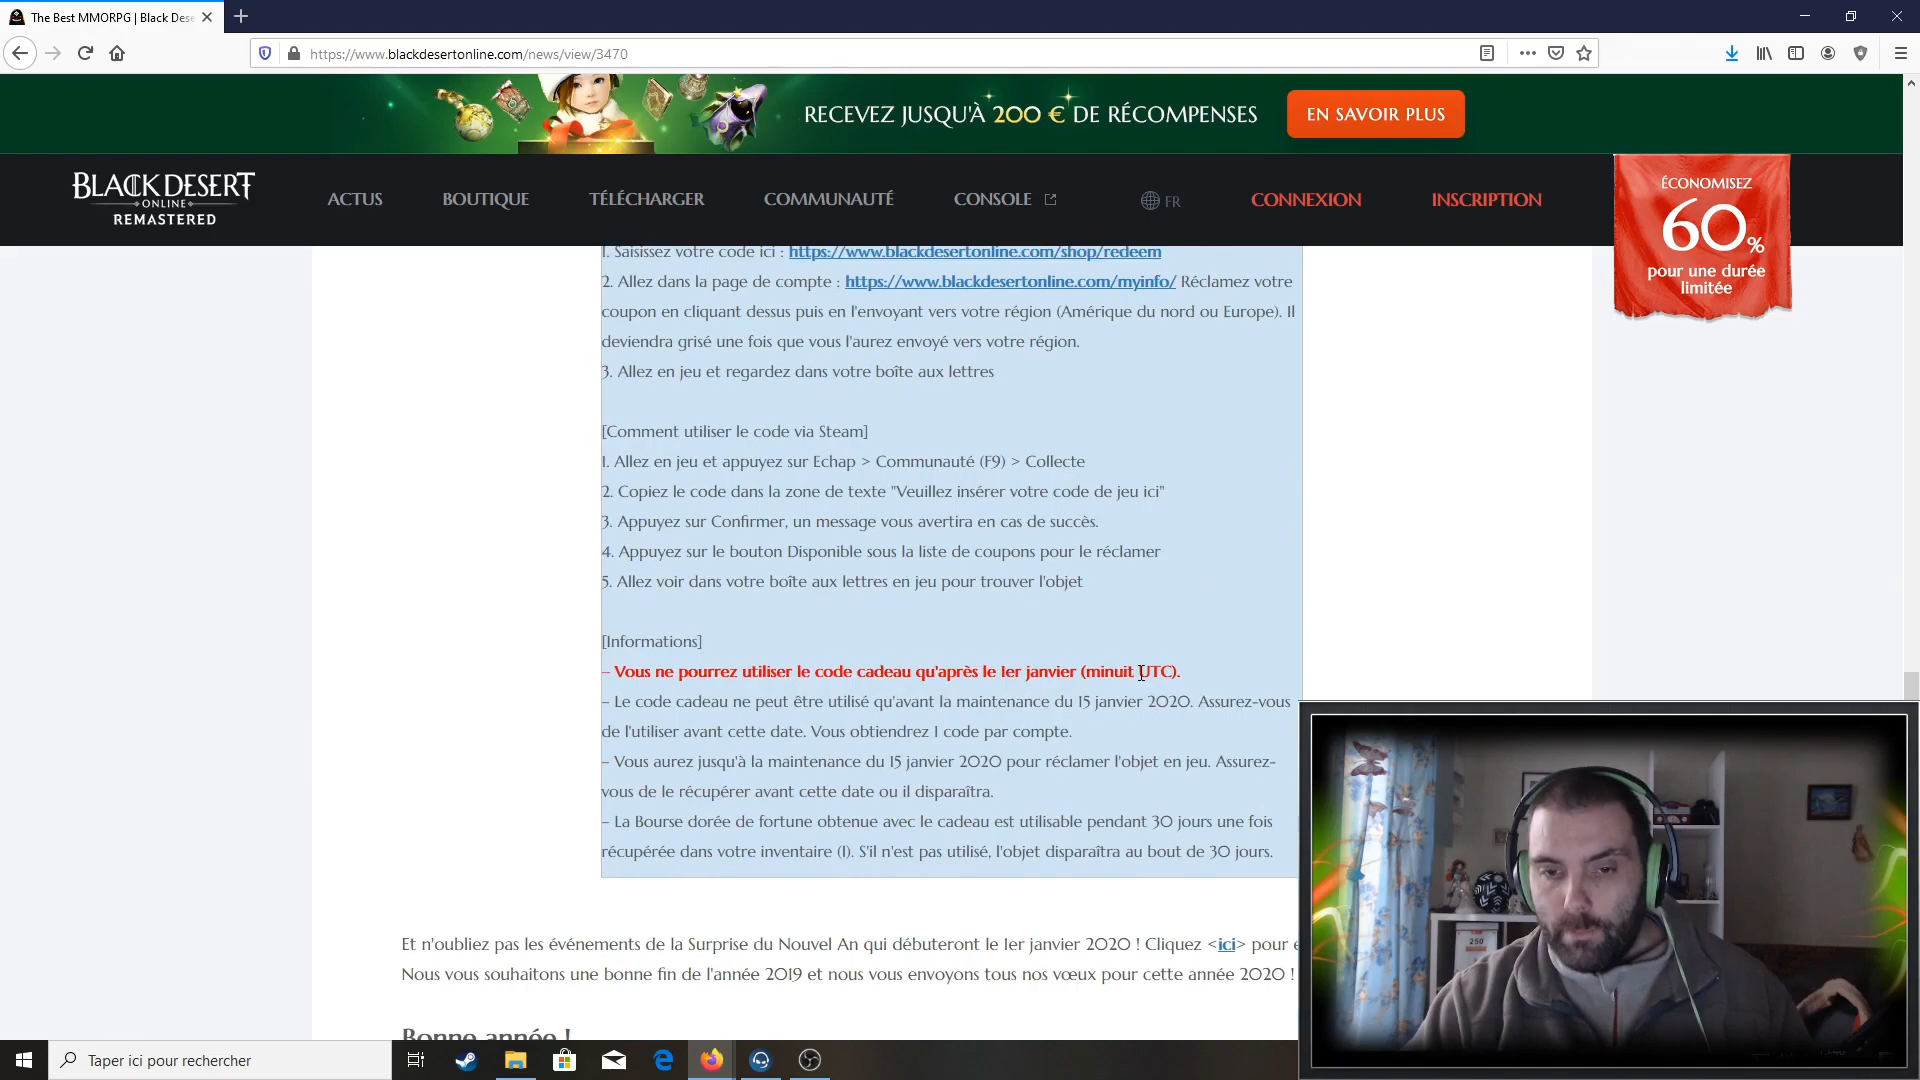 The Best MMORPG | Black Dese
https://www.blackdesertonline.com/news/view/3470
RECEVEZ JUSQU'À 200 € DE RÉCOMPENSES
EN SAVOIR PLUS
BLACK DESERT
ONLINE
REMASTERED
ACTUS
BOUTIQUE
TÉLÉCHARGER
COMMUNAUTÉ
CONSOLE
FR
CONNEXION
INSCRIPTION
ÉCONOMISEZ
60%
pour une durée
limitée
1. Saisissez votre code ici : https://www.blackdesertonline.com/shop/redeem
2. Allez dans la page de compte : https://www.blackdesertonline.com/myinfo/ Réclamez votre
coupon en cliquant dessus puis en l'envoyant vers votre région (Amérique du nord ou Europe). Il
deviendra grisé une fois que vous l'aurez envoyé vers votre région.
3. Allez en jeu et regardez dans votre boîte aux lettres
[Comment utiliser le code via Steam]
1. Allez en jeu et appuyez sur Echap > Communauté (F9) > Collecte
2. Copiez le code dans la zone de texte "Veuillez insérer votre code de jeu ici"
3. Appuyez sur Confirmer, un message vous avertira en cas de succès.
4. Appuyez sur le bouton Disponible sous la liste de coupons pour le réclamer
5. Allez voir dans votre boîte aux lettres en jeu pour trouver l'objet
[Informations]
– Vous ne pourrez utiliser le code cadeau qu'après le 1er janvier (minuit UTC).
– Le code cadeau ne peut être utilisé qu'avant la maintenance du 15 janvier 2020. Assurez-vous
de l'utiliser avant cette date. Vous obtiendrez 1 code par compte.
– Vous aurez jusqu'à la maintenance du 15 janvier 2020 pour réclamer l'objet en jeu. Assurez-
vous de le récupérer avant cette date ou il disparaîtra.
– La Bourse dorée de fortune obtenue avec le cadeau est utilisable pendant 30 jours une fois
récupérée dans votre inventaire (I). S'il n'est pas utilisé, l'objet disparaîtra au bout de 30 jours.
Et n'oubliez pas les événements de la Surprise du Nouvel An qui débuteront le 1er janvier 2020 ! Cliquez <ici> pour e
Nous vous souhaitons une bonne fin de l'année 2019 et nous vous envoyons tous nos vœux pour cette année 2020 !
Bonne année !
250
Taper ici pour rechercher